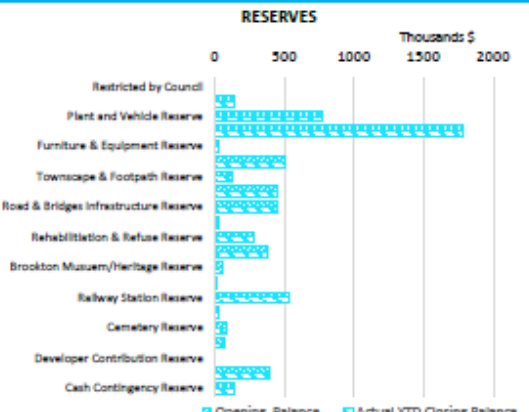 RESERVES
Thousands $
0 500 1000 1500 2000
Restricted by Council
Plant and Vehicle Reserve
Furniture & Equipment Reserve
Townscape & Footpath Reserve
Road & Bridges Infrastructure Reserve
Rehabilitiation & Refuse Reserve
Brookton Musuem/Heritage Reserve
Railway Station Reserve
Cemetery Reserve
Developer Contribution Reserve
Cash Contingency Reserve
Opening Balance Actual YTD Closing Balance